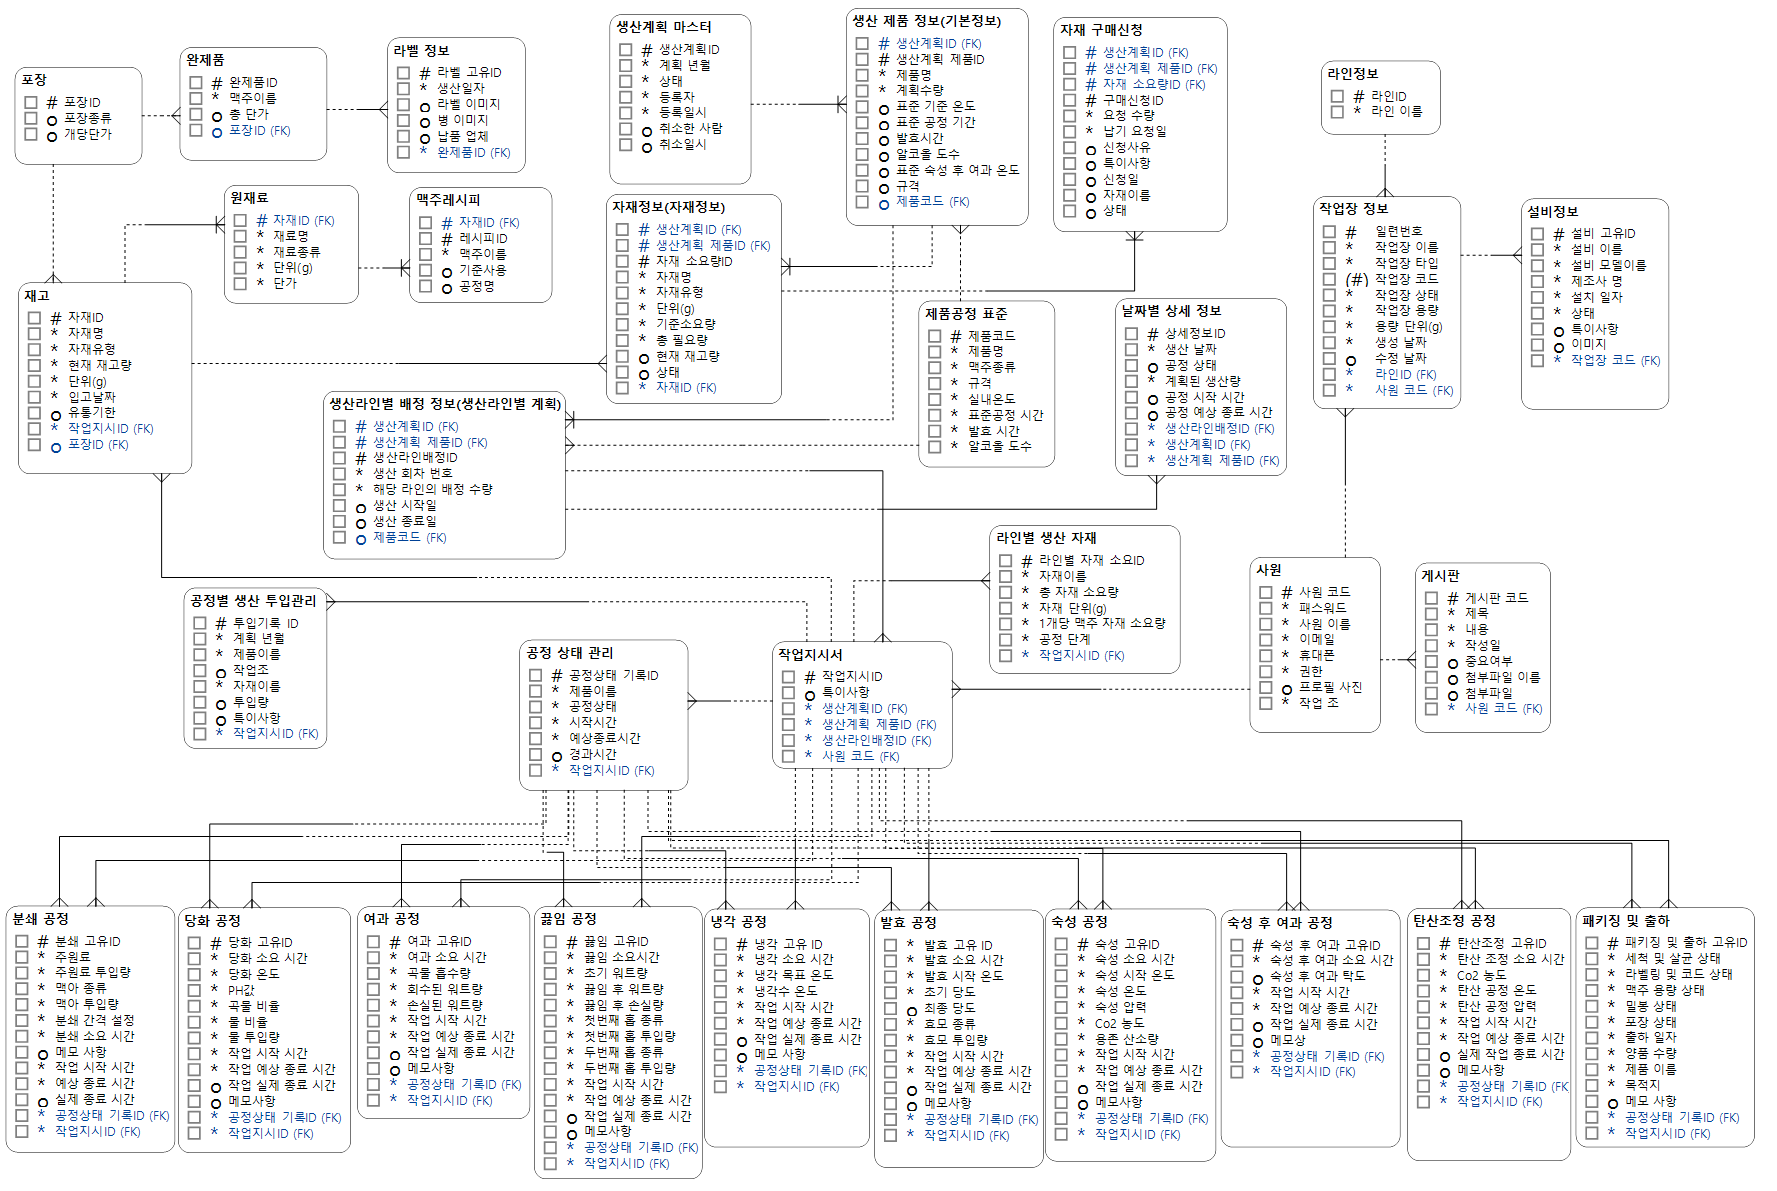 포장
# 포장ID
o 포장종류
o 개당단가
완제품
# 완제품ID
* 맥주이름
o 총 단가
o 포장ID (FK)
라벨 정보
# 라벨 고유ID
* 생산일자
o 라벨 이미지
o 병 이미지
o 납품 업체
* 완제품ID (FK)
생산계획 마스터
# 생산계획ID
* 계획 년월
* 상태
* 등록자
* 등록일시
o 취소한 사람
o 취소일시
생산 제품 정보(기본정보)
# 생산계획ID (FK)
# 생산계획 제품ID
* 제품명
* 계획수량
o 표준 기준 온도
o 표준 공정 기간
o 발효시간
o 알코올 도수
o 표준 숙성 후 여과 온도
o 규격
o 제품코드 (FK)
자재 구매신청
# 생산계획ID (FK)
# 생산계획 제품ID (FK)
# 자재 소요량ID (FK)
# 구매신청ID
* 요청 수량
* 납기 요청일
o 신청사유
o 특이사항
o 신청일
o 자재이름
o 상태
라인정보
# 라인ID
* 라인 이름
원재료
# 자재ID (FK)
* 재료명
* 재료종류
* 단위(g)
* 단가
맥주레시피
# 자재ID (FK)
# 레시피ID
* 맥주이름
o 기준사용
o 공정명
자재정보(자재정보)
# 생산계획ID (FK)
# 생산계획 제품ID (FK)
# 자재 소요량ID
* 자재명
* 자재유형
* 단위(g)
* 기준소요량
* 총 필요량
o 현재 재고량
o 상태
* 자재ID (FK)
작업장 정보
# 일련번호
* 작업장 이름
* 작업장 타입
(#) 작업장 코드
* 작업장 상태
* 작업장 용량
* 용량 단위(g)
* 생성 날짜
o 수정 날짜
* 라인ID (FK)
* 사원 코드 (FK)
설비정보
# 설비 고유ID
* 설비 이름
* 설비 모델이름
* 제조사 명
* 설치 일자
* 상태
o 특이사항
o 이미지
* 작업장 코드 (FK)
재고
# 자재ID
* 자재명
* 자재유형
* 현재 재고량
* 단위(g)
* 입고날짜
o 유통기한
* 작업지시ID (FK)
o 포장ID (FK)
제품공정 표준
# 제품코드
* 제품명
* 맥주종류
* 규격
* 실내온도
* 표준공정 시간
* 발효 시간
* 알코올 도수
날짜별 상세 정보
# 상세정보ID
* 생산 날짜
o 공정 상태
* 계획된 생산량
o 공정 시작 시간
o 공정 예상 종료 시간
* 생산라인배정ID (FK)
* 생산계획ID (FK)
* 생산계획 제품ID (FK)
생산라인별 배정 정보(생산라인별 계획)
# 생산계획ID (FK)
# 생산계획 제품ID (FK)
# 생산라인배정ID
* 생산 회차 번호
* 해당 라인의 배정 수량
o 생산 시작일
o 생산 종료일
o 제품코드 (FK)
라인별 생산 자재
# 라인별 자재 소요ID
* 자재이름
* 총 자재 소요량
* 자재 단위(g)
* 1개당 맥주 자재 소요량
* 공정 단계
* 작업지시ID (FK)
사원
# 사원 코드
* 패스워드
* 사원 이름
* 이메일
* 휴대폰
* 권한
o 프로필 사진
* 작업 조
게시판
# 게시판 코드
* 제목
* 내용
* 작성일
o 중요여부
o 첨부파일 이름
o 첨부파일
* 사원 코드 (FK)
공정별 생산 투입관리
# 투입기록 ID
* 계획 년월
* 제품이름
o 작업조
* 자재이름
o 투입량
o 특이사항
* 작업지시ID (FK)
공정 상태 관리
# 공정상태 기록ID
* 제품이름
* 공정상태
* 시작시간
* 예상종료시간
o 경과시간
* 작업지시ID (FK)
작업지시서
# 작업지시ID
o 특이사항
* 생산계획ID (FK)
* 생산계획 제품ID (FK)
* 생산라인배정ID (FK)
* 사원 코드 (FK)
분쇄 공정
# 분쇄 고유ID
* 주원료
* 주원료 투입량
* 맥아 종류
* 맥아 투입량
* 분쇄 간격 설정
* 분쇄 소요 시간
o 메모 사항
* 작업 시작 시간
* 예상 종료 시간
o 실제 종료 시간
* 공정상태 기록ID (FK)
* 작업지시ID (FK)
당화 공정
# 당화 고유ID
* 당화 소요 시간
* 당화 온도
* PH값
* 곡물 비율
* 물 비율
* 물 투입량
* 작업 시작 시간
* 작업 예상 종료 시간
o 작업 실제 종료 시간
o 메모사항
* 공정상태 기록ID (FK)
* 작업지시ID (FK)
여과 공정
# 여과 고유ID
* 여과 소요 시간
* 곡물 흡수량
* 회수된 워트량
* 손실된 워트량
* 작업 시작 시간
* 작업 예상 종료 시간
o 작업 실제 종료 시간
o 메모사항
* 공정상태 기록ID (FK)
* 작업지시ID (FK)
끓임 공정
# 끓임 고유ID
* 끓임 소요시간
* 초기 워트량
* 끓임 후 워트량
* 끓임 후 손실량
* 첫번째 홉 종류
* 첫번째 홉 투입량
* 두번째 홉 종류
* 두번째 홉 투입량
* 작업 시작 시간
* 작업 예상 종료 시간
o 작업 실제 종료 시간
o 메모사항
* 공정상태 기록ID (FK)
* 작업지시ID (FK)
냉각 공정
# 냉각 고유 ID
* 냉각 소요 시간
* 냉각 목표 온도
* 냉각수 온도
* 작업 시작 시간
* 작업 예상 종료 시간
o 작업 실제 종료 시간
o 메모 사항
* 공정상태 기록ID (FK)
* 작업지시ID (FK)
발효 공정
* 발효 고유 ID
* 발효 소요 시간
* 발효 시작 온도
* 초기 당도
o 최종 당도
* 효모 종류
* 효모 투입량
* 작업 시작 시간
* 작업 예상 종료 시간
o 작업 실제 종료 시간
o 메모사항
* 공정상태 기록ID (FK)
* 작업지시ID (FK)
숙성 공정
# 숙성 고유ID
* 숙성 소요 시간
* 숙성 시작 온도
* 숙성 온도
* 숙성 압력
* Co2 농도
* 용존 산소량
* 작업 시작 시간
* 작업 예상 종료 시간
o 작업 실제 종료 시간
o 메모사항
* 공정상태 기록ID (FK)
* 작업지시ID (FK)
숙성 후 여과 공정
# 숙성 후 여과 고유ID
* 숙성 후 여과 소요 시간
o 숙성 후 여과 탁도
* 작업 시작 시간
* 작업 예상 종료 시간
o 작업 실제 종료 시간
o 메모상
* 공정상태 기록ID (FK)
* 작업지시ID (FK)
탄산조정 공정
# 탄산조정 고유ID
* 탄산 조정 소요 시간
* Co2 농도
* 탄산 공정 온도
* 탄산 공정 압력
* 작업 시작 시간
* 작업 예상 종료 시간
o 실제 작업 종료 시간
o 메모사항
* 공정상태 기록ID (FK)
* 작업지시ID (FK)
패키징 및 출하
# 패키징 및 출하 고유ID
* 세척 및 살균 상태
* 라벨링 및 코드 상태
* 맥주 용량 상태
* 밀봉 상태
* 포장 상태
* 출하 일자
* 양품 수량
* 제품 이름
* 목적지
o 메모 사항
* 공정상태 기록ID (FK)
* 작업지시ID (FK)